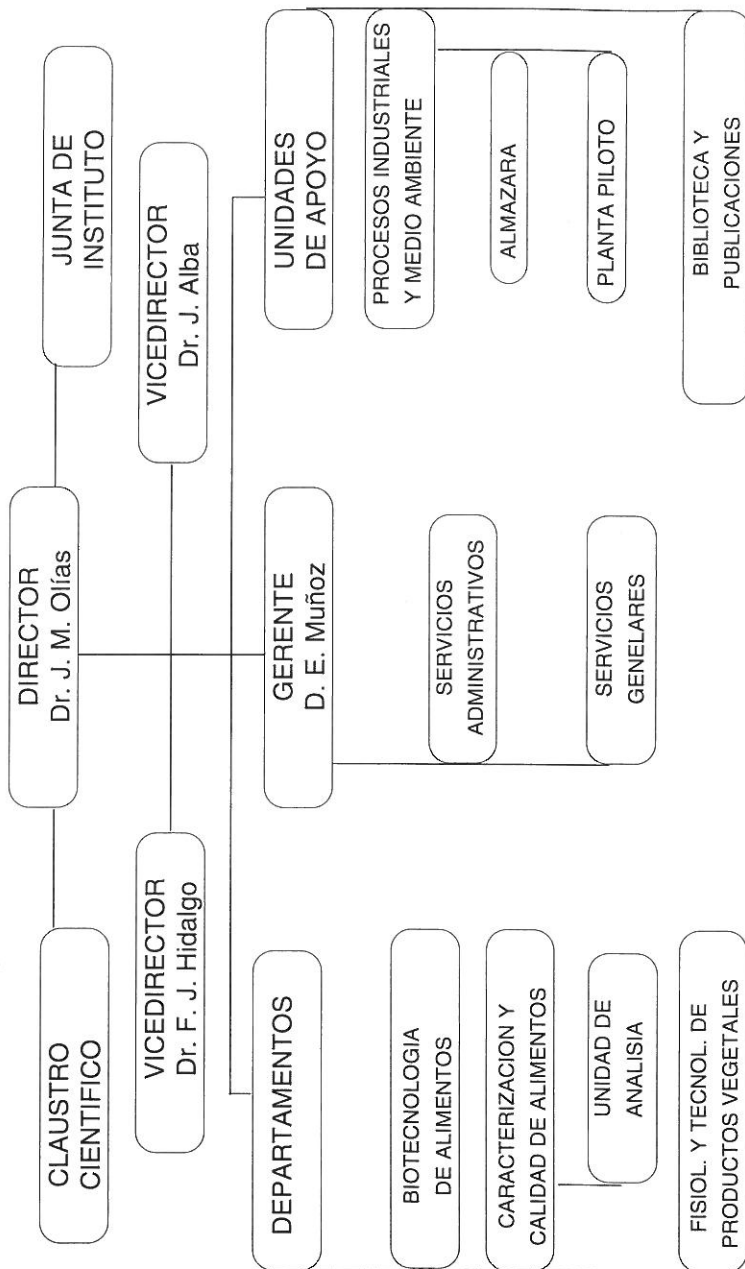 DIRECTOR
Dr. J. M. Olías
CLAUSTRO
CIENTIFICO
JUNTA DE
INSTITUTO
VICEDIRECTOR
Dr. F. J. Hidalgo
VICEDIRECTOR
Dr. J. Alba
DEPARTAMENTOS
GERENTE
D. E. Muñoz
UNIDADES
DE APOYO
BIOTECNOLOGIA
DE ALIMENTOS
CARACTERIZACION Y
CALIDAD DE ALIMENTOS
UNIDAD DE
ANALISIA
FISIOL. Y TECNOL. DE
PRODUCTOS VEGETALES
SERVICIOS
ADMINISTRATIVOS
SERVICIOS
GENELARES
PROCESOS INDUSTRIALES
Y MEDIO AMBIENTE
ALMAZARA
PLANTA PILOTO
BIBLIOTECA Y
PUBLICACIONES